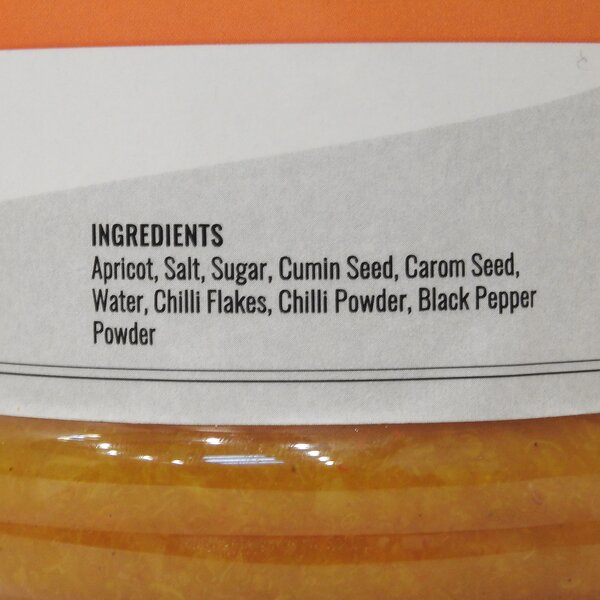 INGREDIENTS
Apricot, Salt, Sugar, Cumin Seed, Carom Seed,
Water, Chilli Flakes, Chilli Powder, Black Pepper
Powder